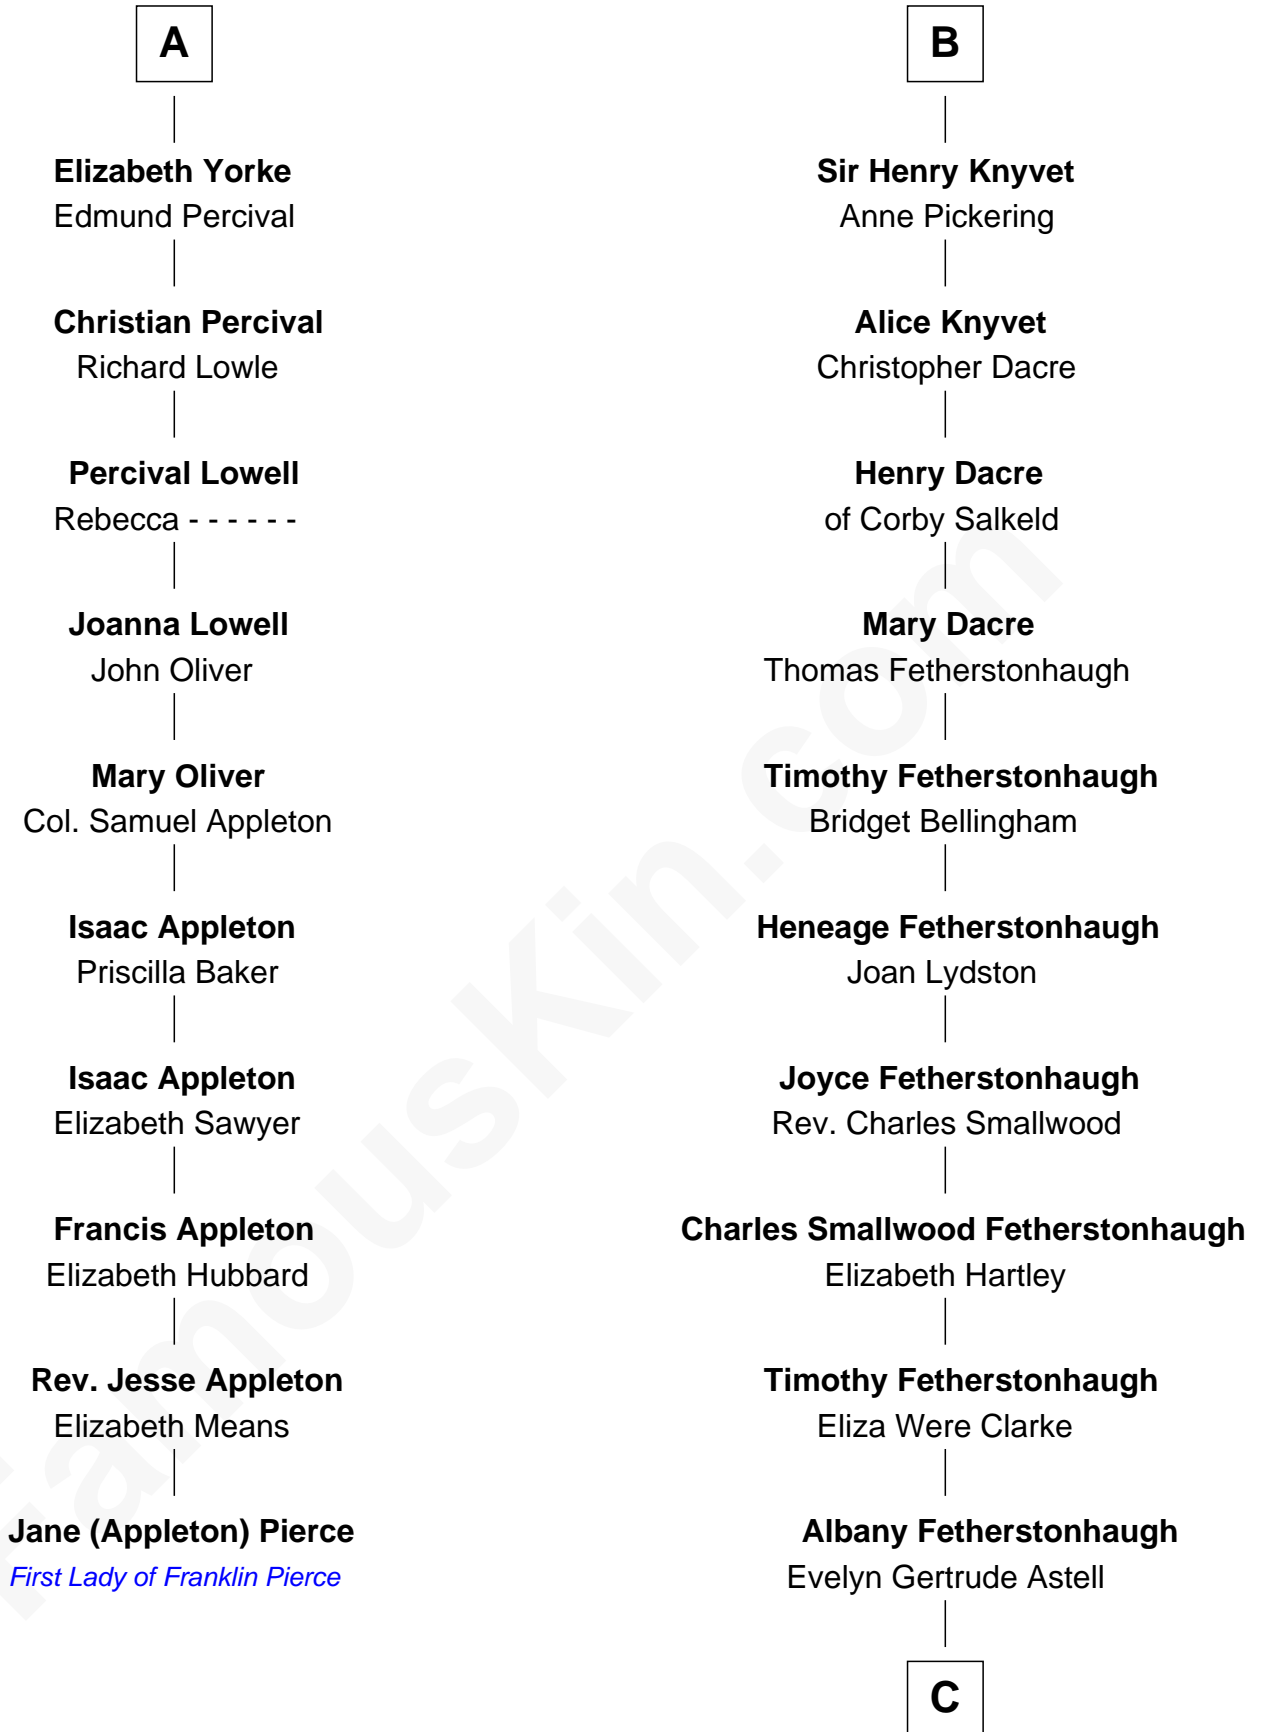 A
Elizabeth Yorke
Edmund Percival
Christian Percival
Richard Lowle
Percival Lowell
Rebecca - - - - - -
Joanna Lowell
John Oliver
Mary Oliver
Col. Samuel Appleton
Isaac Appleton
Priscilla Baker
Isaac Appleton
Elizabeth Sawyer
Francis Appleton
Elizabeth Hubbard
Rev. Jesse Appleton
Elizabeth Means
Jane (Appleton) Pierce
First Lady of Franklin Pierce
B
Sir Henry Knyvet
Anne Pickering
Alice Knyvet
Christopher Dacre
Henry Dacre
of Corby Salkeld
Mary Dacre
Thomas Fetherstonhaugh
Timothy Fetherstonhaugh
Bridget Bellingham
Heneage Fetherstonhaugh
Joan Lydston
Joyce Fetherstonhaugh
Rev. Charles Smallwood
Charles Smallwood Fetherstonhaugh
Elizabeth Hartley
Timothy Fetherstonhaugh
Eliza Were Clarke
Albany Fetherstonhaugh
Evelyn Gertrude Astell
C
FamousKin.com